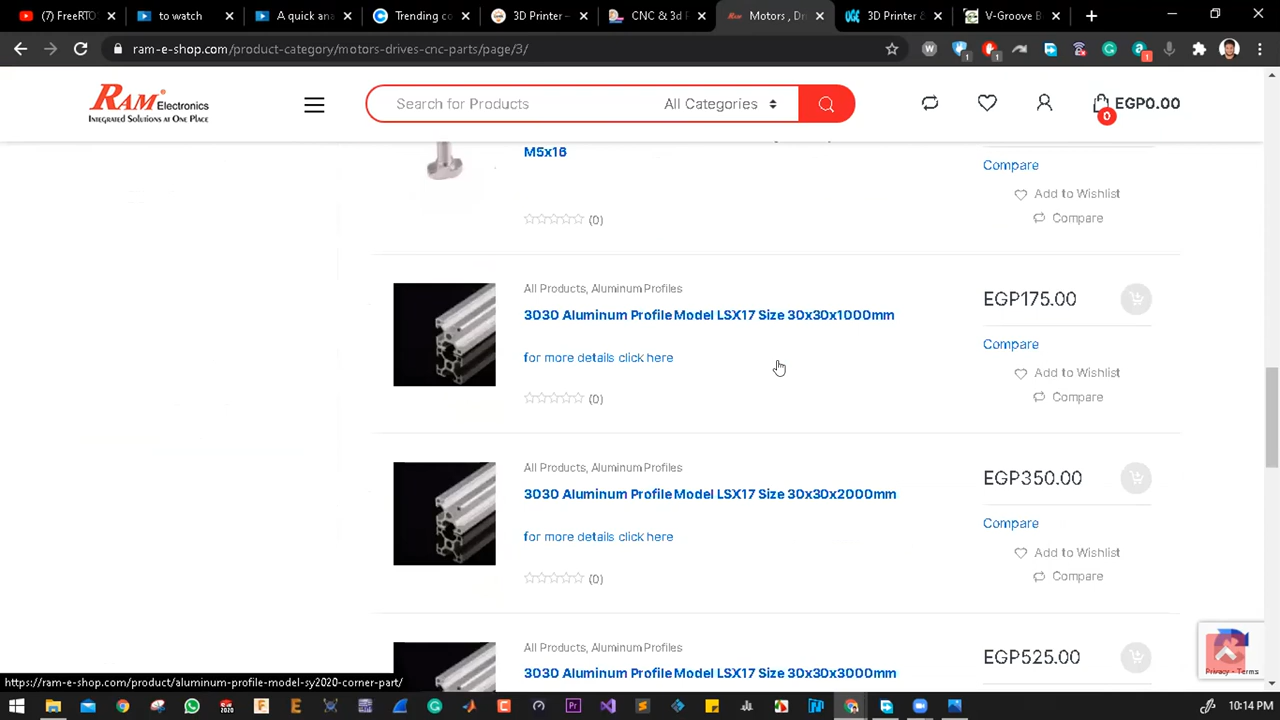 (7) FreeRTO
to watch
A quick ana
Trending co
3D Printer –
CNC & 3d P
Motors , Dr
3D Printer &
V-Groove B
ram-e-shop.com/product-category/motors-drives-cnc-parts/page/3/
RAM Electronics
INTEGRATED SOLUTIONS AT ONE PLACE
Search for Products
All Categories
EGP0.00
0
M5x16
(0)
Compare
Add to Wishlist
Compare
All Products, Aluminum Profiles
3030 Aluminum Profile Model LSX17 Size 30x30x1000mm
for more details click here
(0)
EGP175.00
Compare
Add to Wishlist
Compare
All Products, Aluminum Profiles
3030 Aluminum Profile Model LSX17 Size 30x30x2000mm
for more details click here
(0)
EGP350.00
Compare
Add to Wishlist
Compare
All Products, Aluminum Profiles
3030 Aluminum Profile Model LSX17 Size 30x30x3000mm
EGP525.00
Privacy - Terms
https://ram-e-shop.com/product/aluminum-profile-model-sy2020-corner-part/
10:14 PM